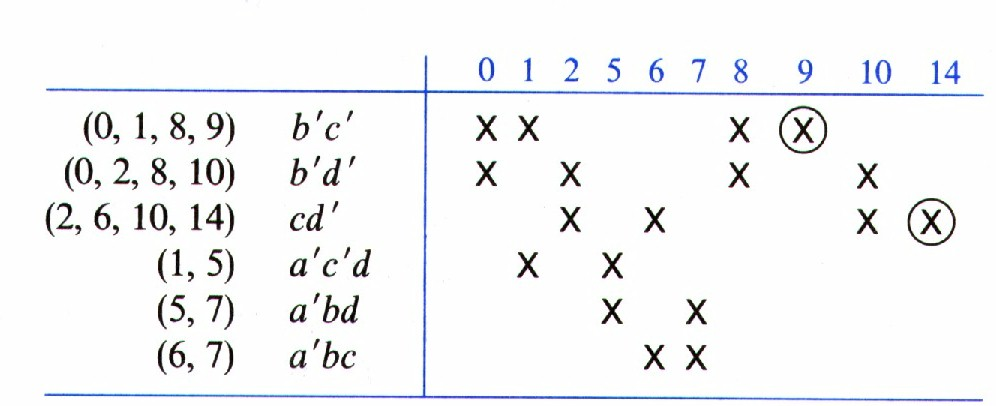 0 1 2 5 6 7 8 9 10 14
(0, 1, 8, 9) b′c′ X X X X
(0, 2, 8, 10) b′d′ X X X X
(2, 6, 10, 14) cd′ X X X X
(1, 5) a′c′d X X
(5, 7) a′bd X X
(6, 7) a′bc X X